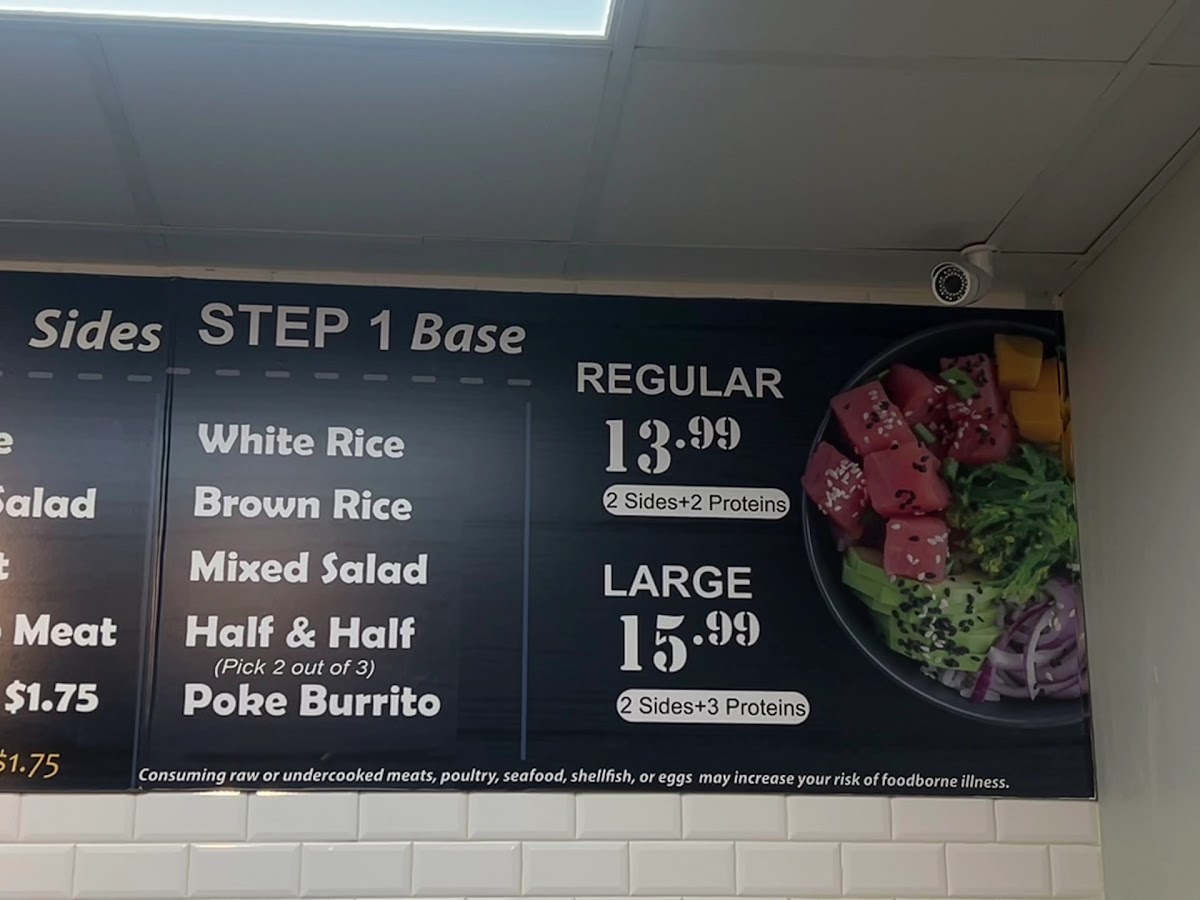 Sides
Salad
Meat
$1.75
$1.75
STEP 1 Base
White Rice
Brown Rice
Mixed Salad
Half & Half
(Pick 2 out of 3)
Poke Burrito
REGULAR
13.99
2 Sides+2 Proteins
LARGE
15.99
2 Sides+3 Proteins
Consuming raw or undercooked meats, poultry, seafood, shellfish, or eggs may increase your risk of foodborne illness.